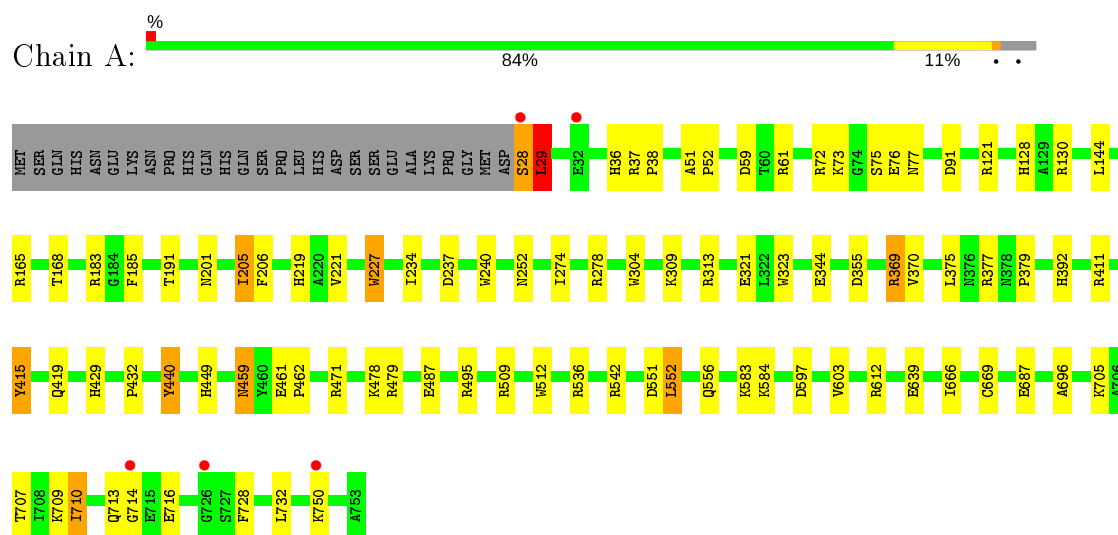 %
Chain A:
84% 11% • •
MET SER GLN HIS ASN GLU LYS ASN PRO HIS GLN HIS GLN SER PRO LEU HIS ASP SER SER GLU ALA LYS PRO GLY MET ASP S28 L29 E32 H36 R37 P38 A51 P52 D59 T60 R61 R72 K73 G74 S75 E76 N77 D91 R121 H128 A129 R130 L144
R165 T168 R183 G184 F185 T191 N201 I205 F206 H219 A220 V221 W227 I234 D237 W240 N252 I274 R278 W304 K309 R313 E321 L322 W323 E344 D355 R369 V370 L375 N376 R377 N378 P379 H392 R411
Y415 Q419 H429 P432 Y440 H449 N459 Y460 E461 P462 R471 K478 R479 E487 R495 R509 W512 R536 R542 D551 L552 Q556 K583 K584 D597 V603 R612 E639 I666 C669 E687 A696 K705 A706
T707 I708 K709 I710 Q713 G714 E715 E716 G726 S727 F728 L732 K750 A753